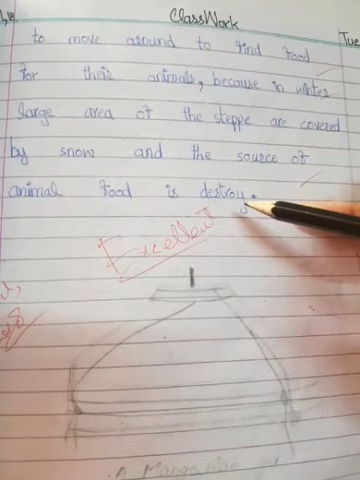 ClassWork
Tue
to move around to find food
for their animals, because in winter
large area of the steppe are covered
by snow and the source of
animal food is destroy.
Excellent
A